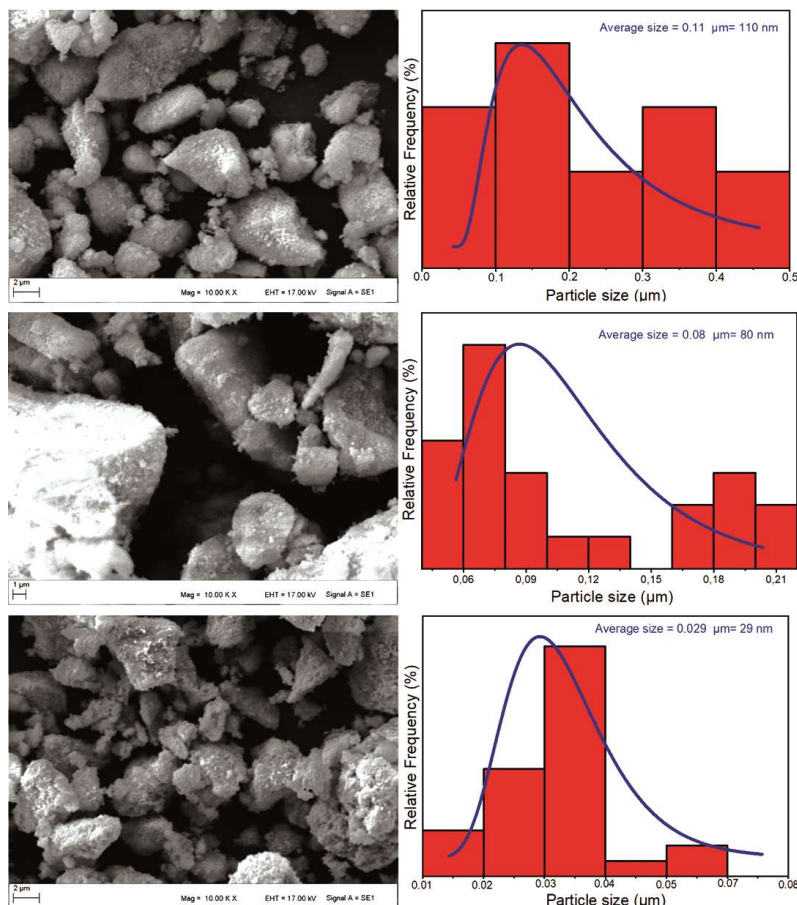 2 µm
Mag = 10.00 K X EHT = 17.00 kV Signal A = SE1
Relative Frequency (%)
Average size = 0.11 µm= 110 nm
0.0 0.1 0.2 0.3 0.4 0.5
Particle size (µm)
1 µm
Mag = 10.00 K X EHT = 17.00 kV Signal A = SE1
Relative Frequency (%)
Average size = 0.08 µm= 80 nm
0,06 0,09 0,12 0,15 0,18 0,21
Particle size (µm)
2 µm
Mag = 10.00 K X EHT = 17.00 kV Signal A = SE1
Relative Frequency (%)
Average size = 0.029 µm= 29 nm
0.01 0.02 0.03 0.04 0.05 0.07 0.08
Particle size (µm)